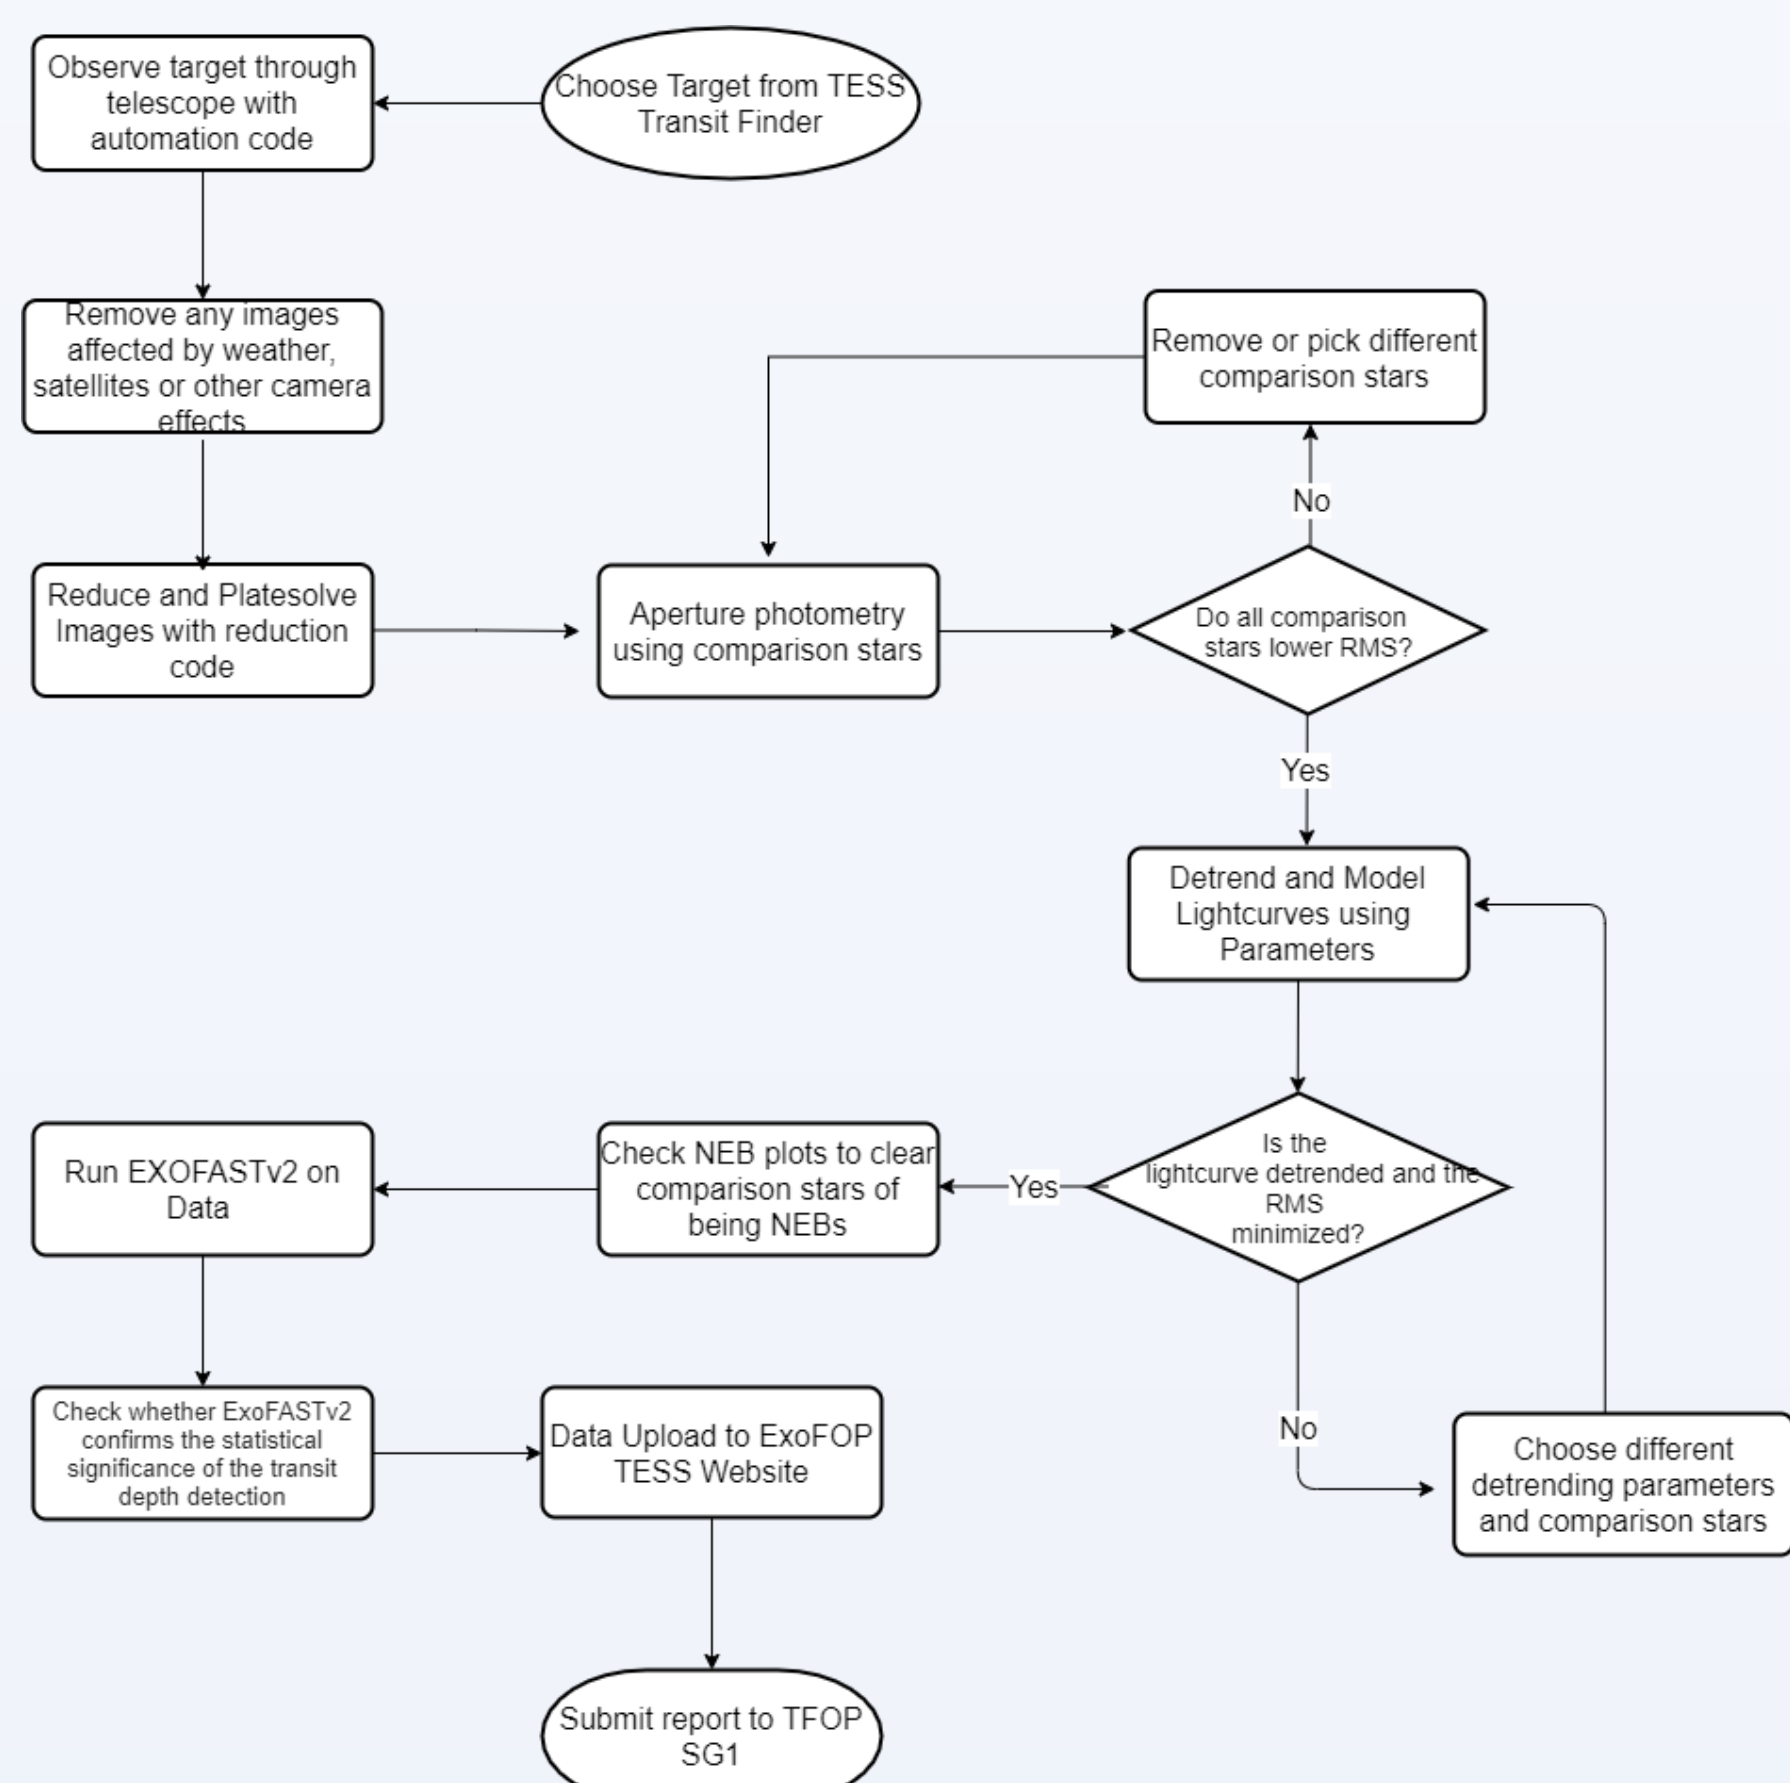 Choose Target from TESS
Transit Finder
Observe target through
telescope with
automation code
Remove any images
affected by weather,
satellites or other camera
effects
Reduce and Platesolve
Images with reduction
code
Aperture photometry
using comparison stars
Do all comparison
stars lower RMS?
No
Remove or pick different
comparison stars
Yes
Detrend and Model
Lightcurves using
Parameters
Is the
lightcurve detrended and the
RMS
minimized?
No
Choose different
detrending parameters
and comparison stars
Yes
Check NEB plots to clear
comparison stars of
being NEBs
Run EXOFASTv2 on
Data
Check whether ExoFASTv2
confirms the statistical
significance of the transit
depth detection
Data Upload to ExoFOP
TESS Website
Submit report to TFOP
SG1